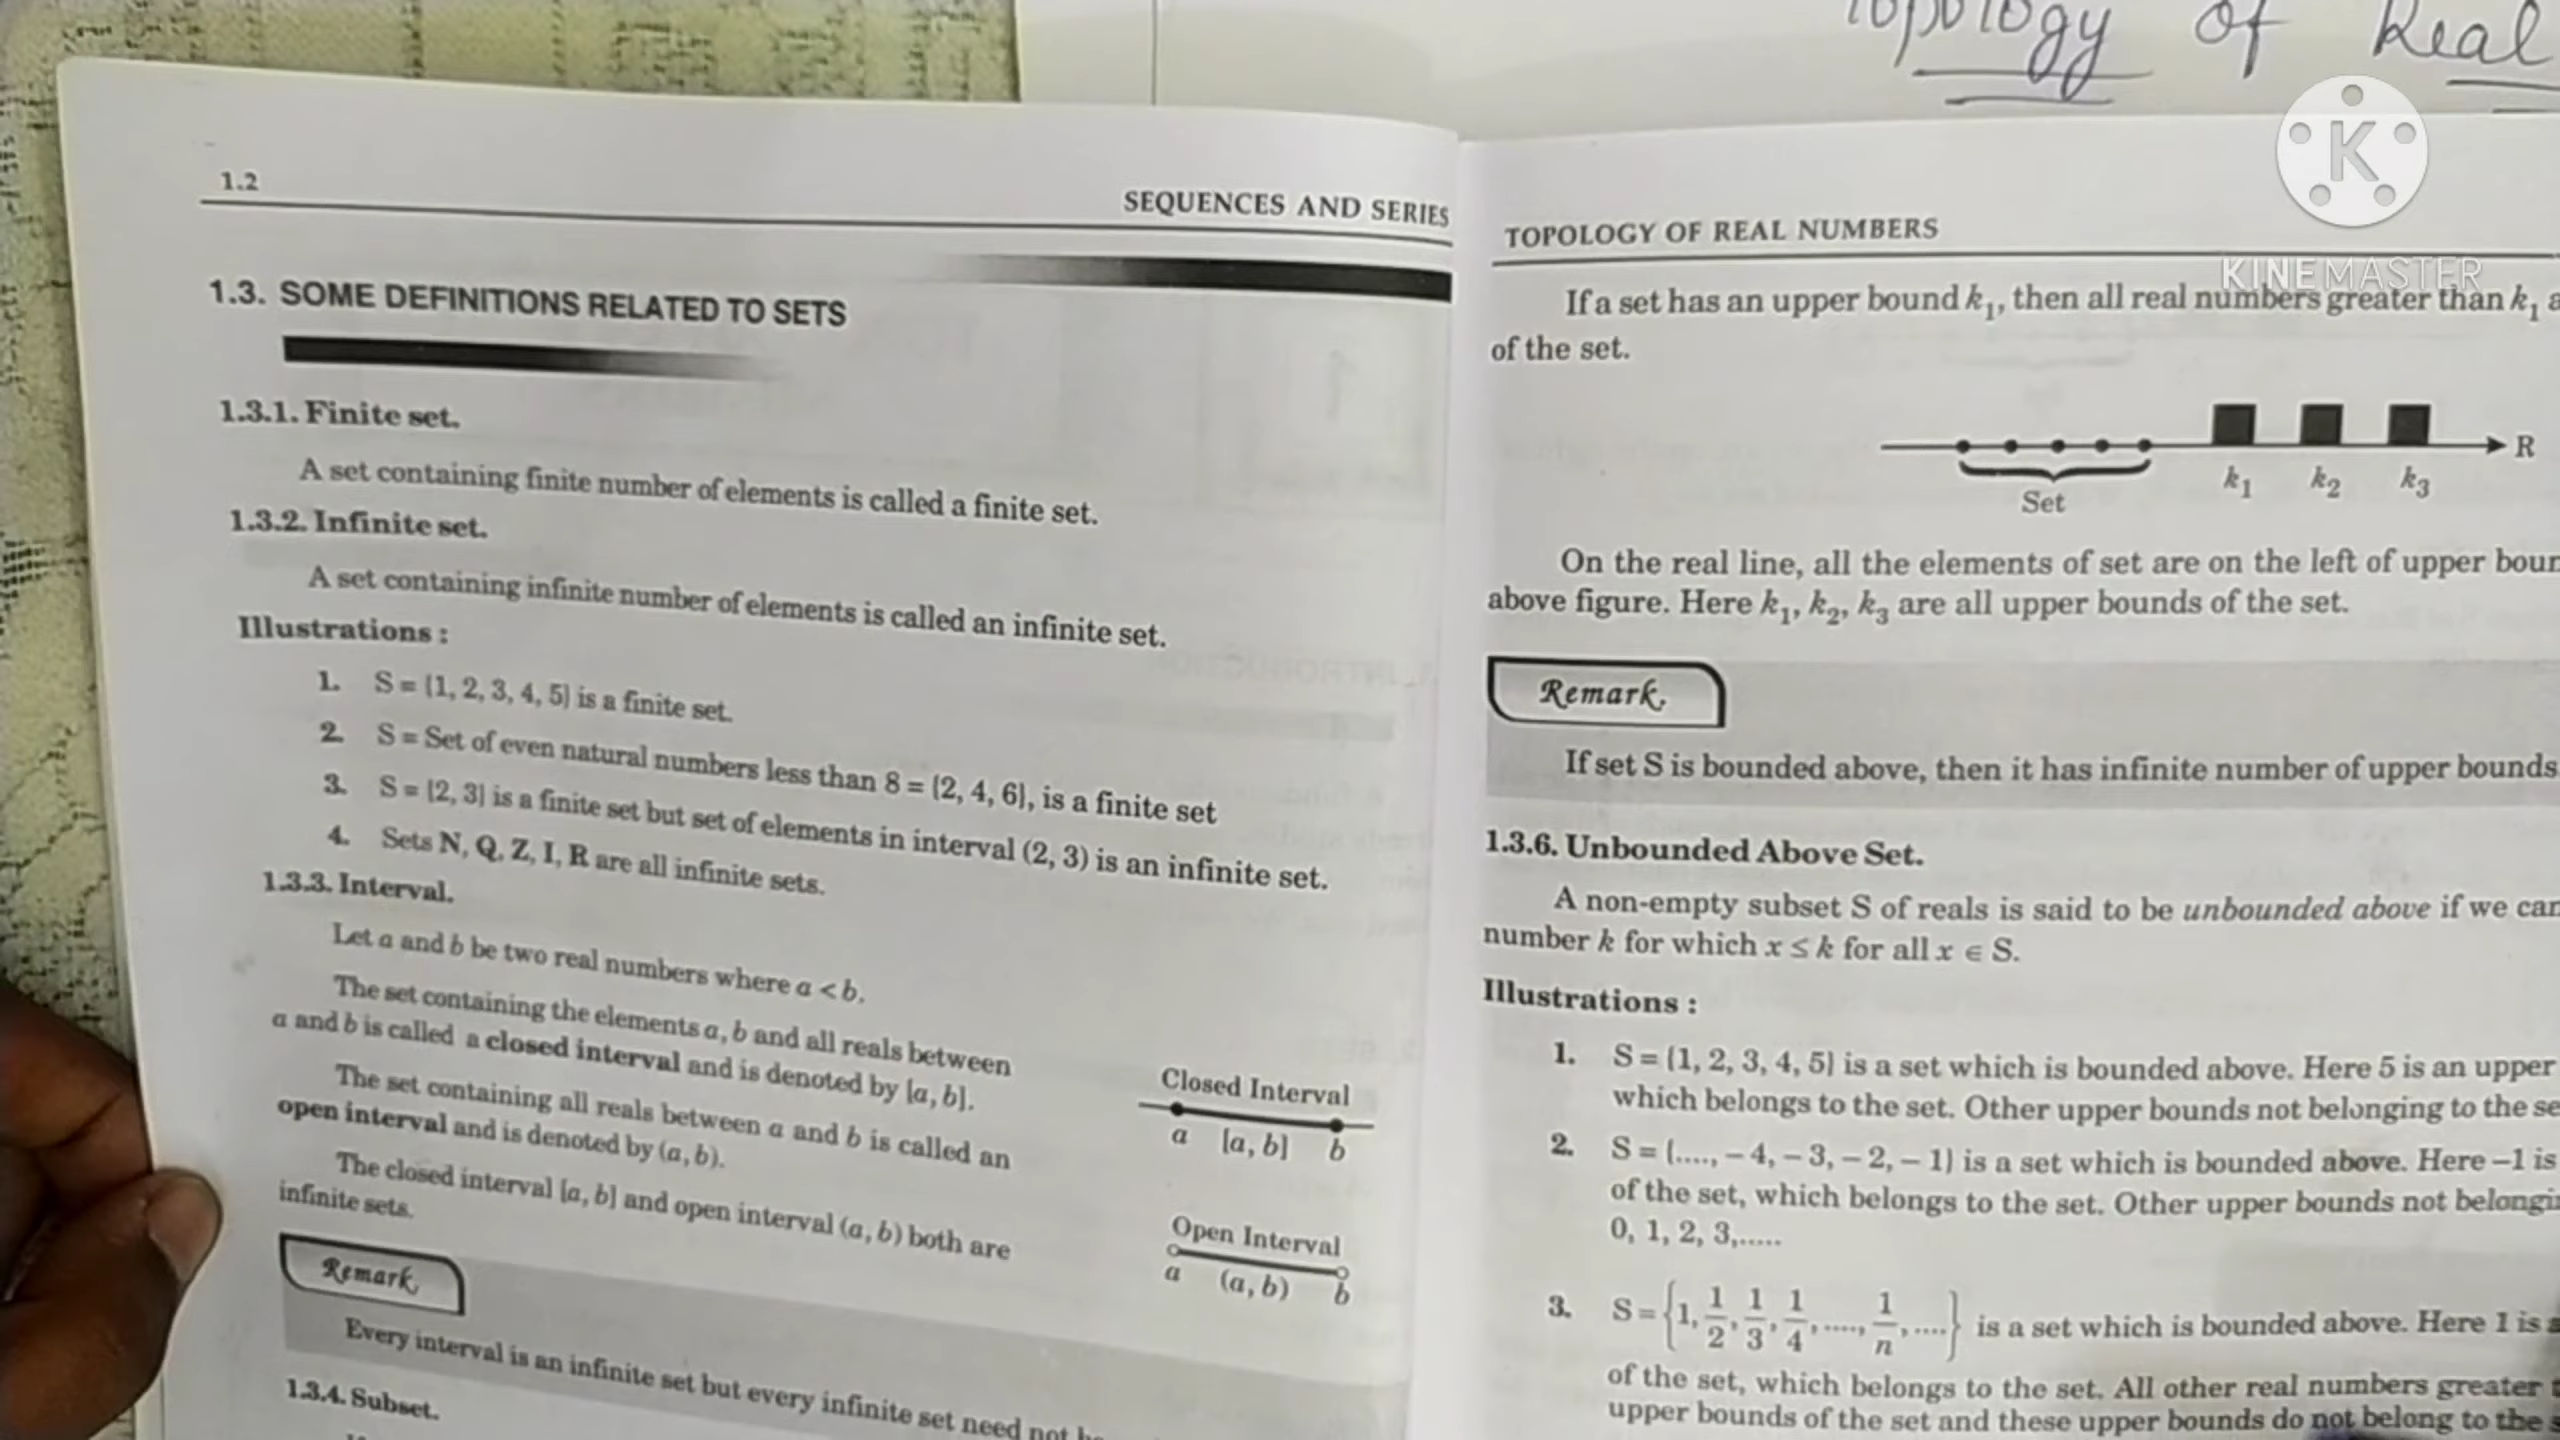 Topology of Real
KINEMASTER
1.2
SEQUENCES AND SERIES
1.3. SOME DEFINITIONS RELATED TO SETS
1.3.1. Finite set.
A set containing finite number of elements is called a finite set.
1.3.2. Infinite set.
A set containing infinite number of elements is called an infinite set.
Illustrations :
1. S = {1, 2, 3, 4, 5} is a finite set.
2. S = Set of even natural numbers less than 8 = {2, 4, 6}, is a finite set
3. S = {2, 3} is a finite set but set of elements in interval (2, 3) is an infinite set.
4. Sets N, Q, Z, I, R are all infinite sets.
1.3.3. Interval.
Let a and b be two real numbers where a < b.
The set containing the elements a, b and all reals between
a and b is called a closed interval and is denoted by [a, b].
The set containing all reals between a and b is called an
open interval and is denoted by (a, b).
The closed interval [a, b] and open interval (a, b) both are
infinite sets.
Closed Interval
a [a, b] b
Open Interval
a (a, b) b
Remark.
Every interval is an infinite set but every infinite set need not
1.3.4. Subset.
TOPOLOGY OF REAL NUMBERS
If a set has an upper bound k₁, then all real numbers greater than k₁
of the set.
R
k₁ k₂ k₃
Set
On the real line, all the elements of set are on the left of upper
above figure. Here k₁, k₂, k₃ are all upper bounds of the set.
Remark.
If set S is bounded above, then it has infinite number of upper bounds
1.3.6. Unbounded Above Set.
A non-empty subset S of reals is said to be unbounded above if we can
number k for which x ≤ k for all x ∈ S.
Illustrations :
1. S = {1, 2, 3, 4, 5} is a set which is bounded above. Here 5 is an upper
which belongs to the set. Other upper bounds not belonging to the
2. S = {...., – 4, – 3, – 2, – 1} is a set which is bounded above. Here –1 is
of the set, which belongs to the set. Other upper bounds not
0, 1, 2, 3,.....
3. S = {1, 1/2, 1/3, 1/4, ....., 1/n, ....} is a set which is bounded above. Here 1 is
of the set, which belongs to the set. All other real numbers greater
upper bounds of the set and these upper bounds do not belong to the